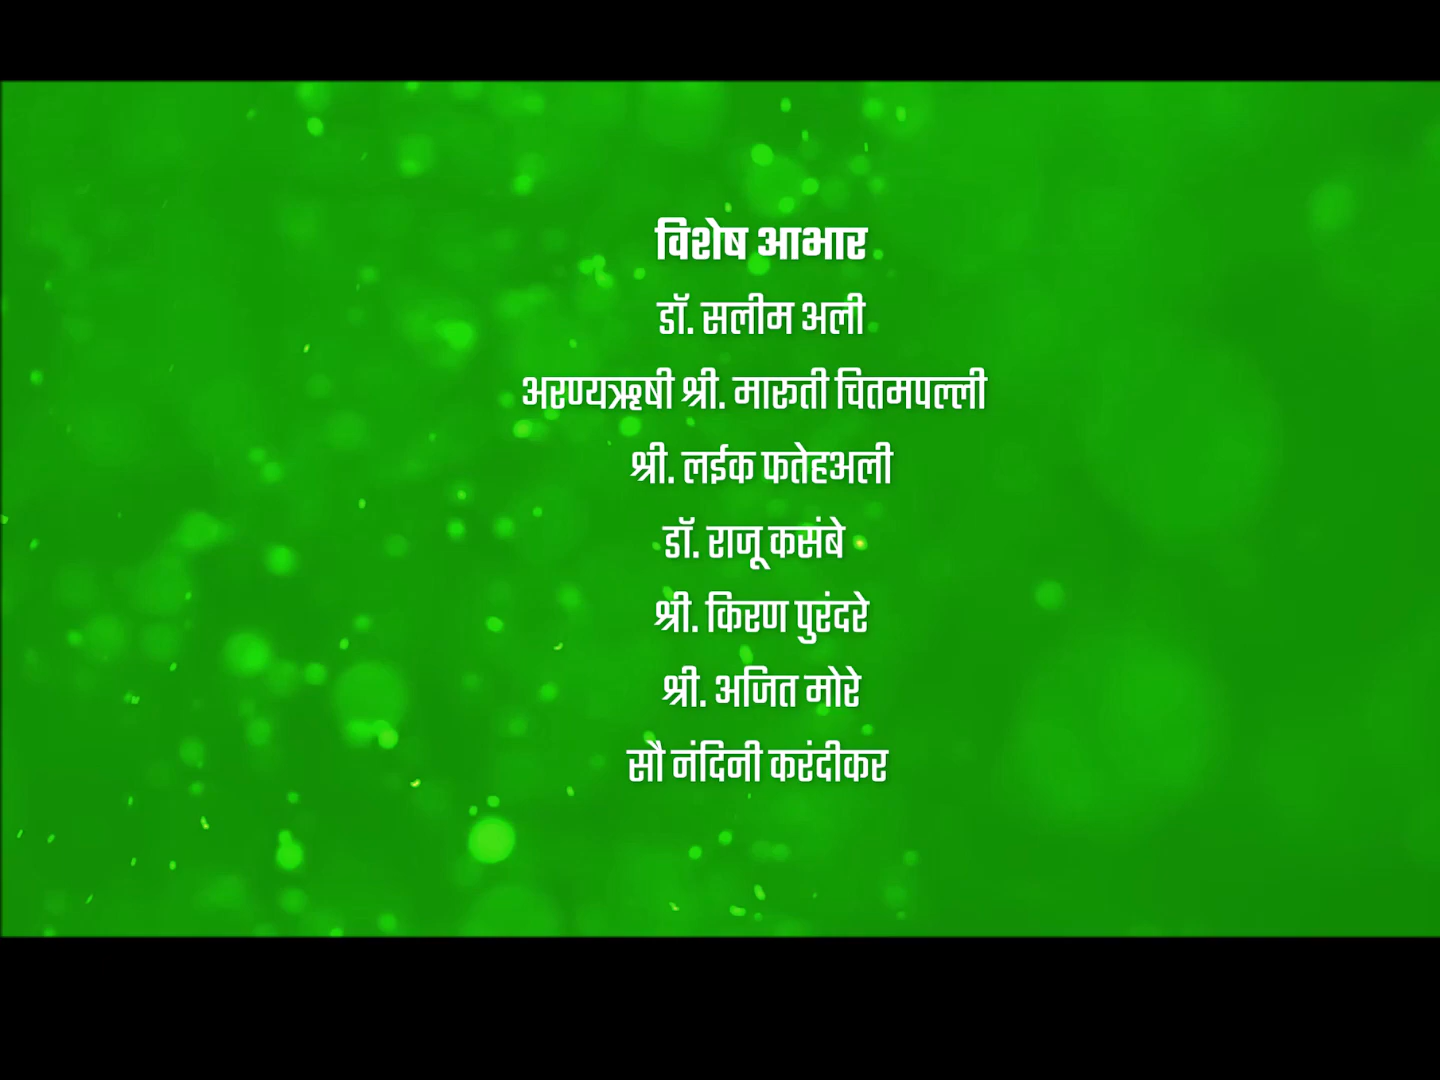 विशेष आभार
डॉ. सलीम अली
अरण्यऋषी श्री. मारूती चितमपल्ली
श्री. लईक फतेहअली
डॉ. राजू कसंबे
श्री. किरण पुरंदरे
श्री. अजित मोरे
सौ नंदिनी करंदीकर